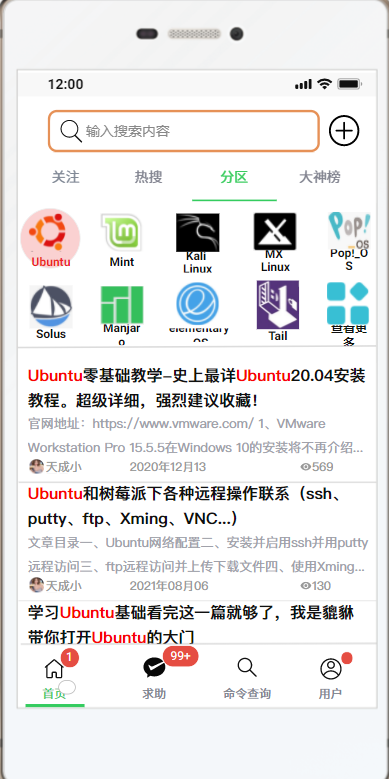 12:00
输入搜索内容
关注 热搜 分区 大神榜
Pop!
OS
Ubuntu Mint Kali Linux MX Linux Pop!_OS
Solus Manjaro elementary OS Tail 查看更多
Ubuntu零基础教学-史上最详Ubuntu20.04安装
教程。超级详细，强烈建议收藏！
官网地址：https://www.vmware.com/ 1、VMware
Workstation Pro 15.5.5在Windows 10的安装将不再介绍...
天成小 2020年12月13 569
Ubuntu和树莓派下各种远程操作联系（ssh、
putty、ftp、Xming、VNC...）
文章目录一、Ubuntu网络配置二、安装并启用ssh并用putty
远程访问三、ftp远程访问并上传下载文件四、使用Xming...
天成小 2021年08月06 130
学习Ubuntu基础看完这一篇就够了，我是貔貅
带你打开Ubuntu的大门
1 99+
首页 求助 命令查询 用户